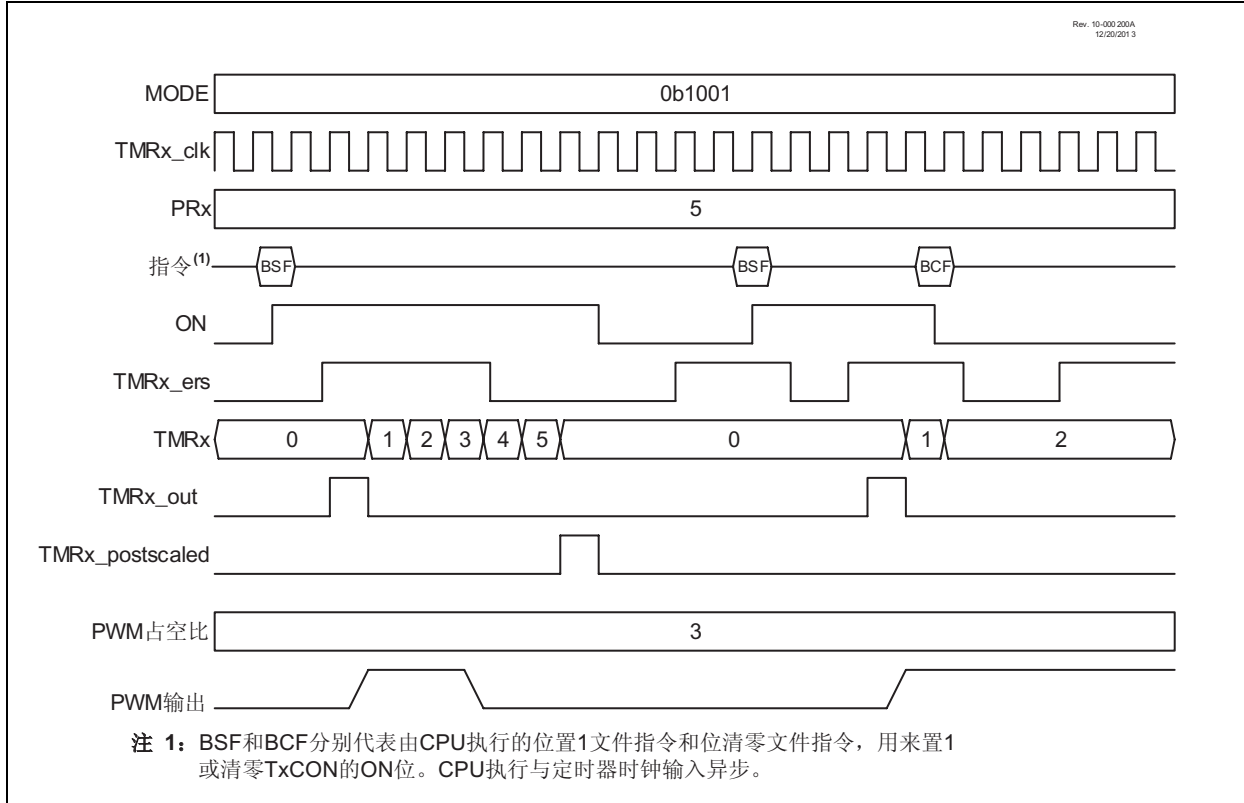 Rev. 10-000 200A
12/20/201 3
MODE 0b1001
TMRx_clk
PRx 5
指令(1) BSF BSF BCF
ON
TMRx_ers
TMRx 0 1 2 3 4 5 0 1 2
TMRx_out
TMRx_postscaled
PWM占空比 3
PWM输出
注 1: BSF和BCF分别代表由CPU执行的位置1文件指令和位清零文件指令，用来置1
或清零TxCON的ON位。CPU执行与定时器时钟输入异步。